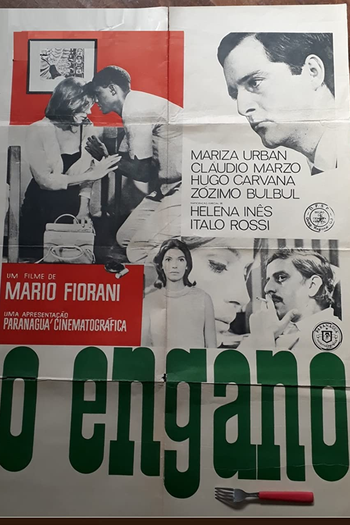 MARIZA URBAN
CLAUDIO MARZO
HUGO CARVANA
ZÓZIMO BULBUL
HELENA INÊS
ITALO ROSSI
UM FILME DE
MARIO FIORANI
UMA APRESENTAÇÃO
PARANAGUÁ CINEMATOGRÁFICA
o engano